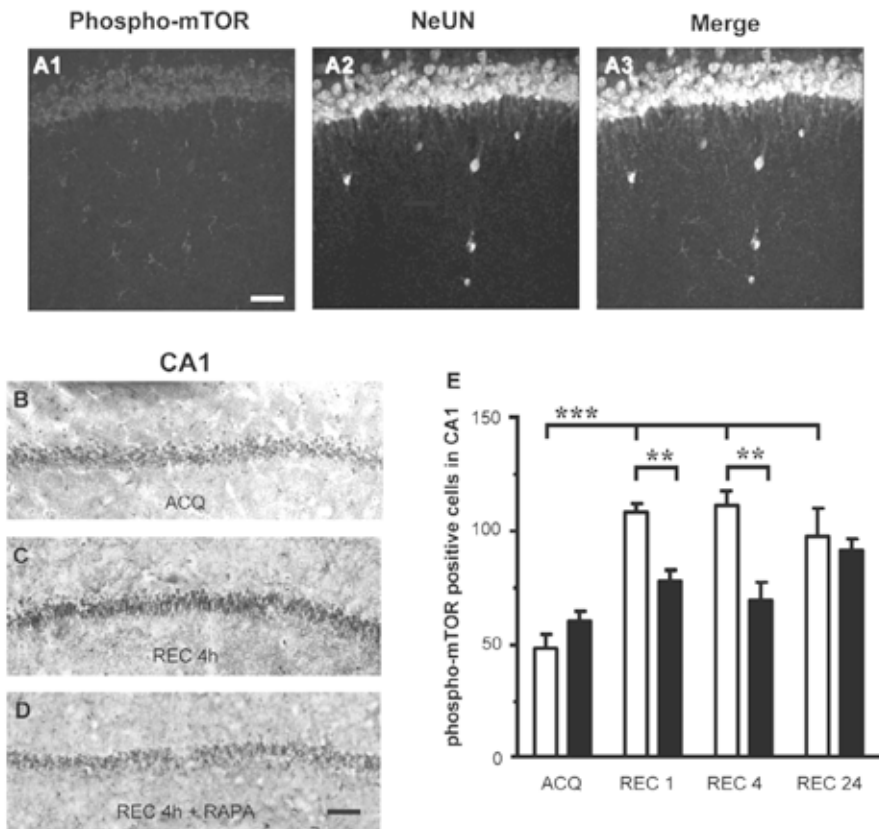 Phospho-mTOR NeUN Merge
A1 A2 A3
CA1
B
ACQ
C
REC 4h
D
REC 4h + RAPA
E
phospho-mTOR positive cells in CA1
150
100
50
0
***
** **
ACQ REC 1 REC 4 REC 24